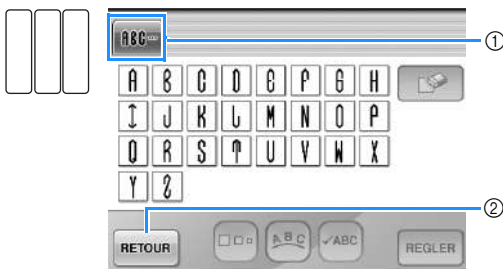 ABC
①
A B C D E F G H
I J K L M N O P
Q R S T U V W X
Y Z
②
RETOUR
ABC
✓ABC
REGLER